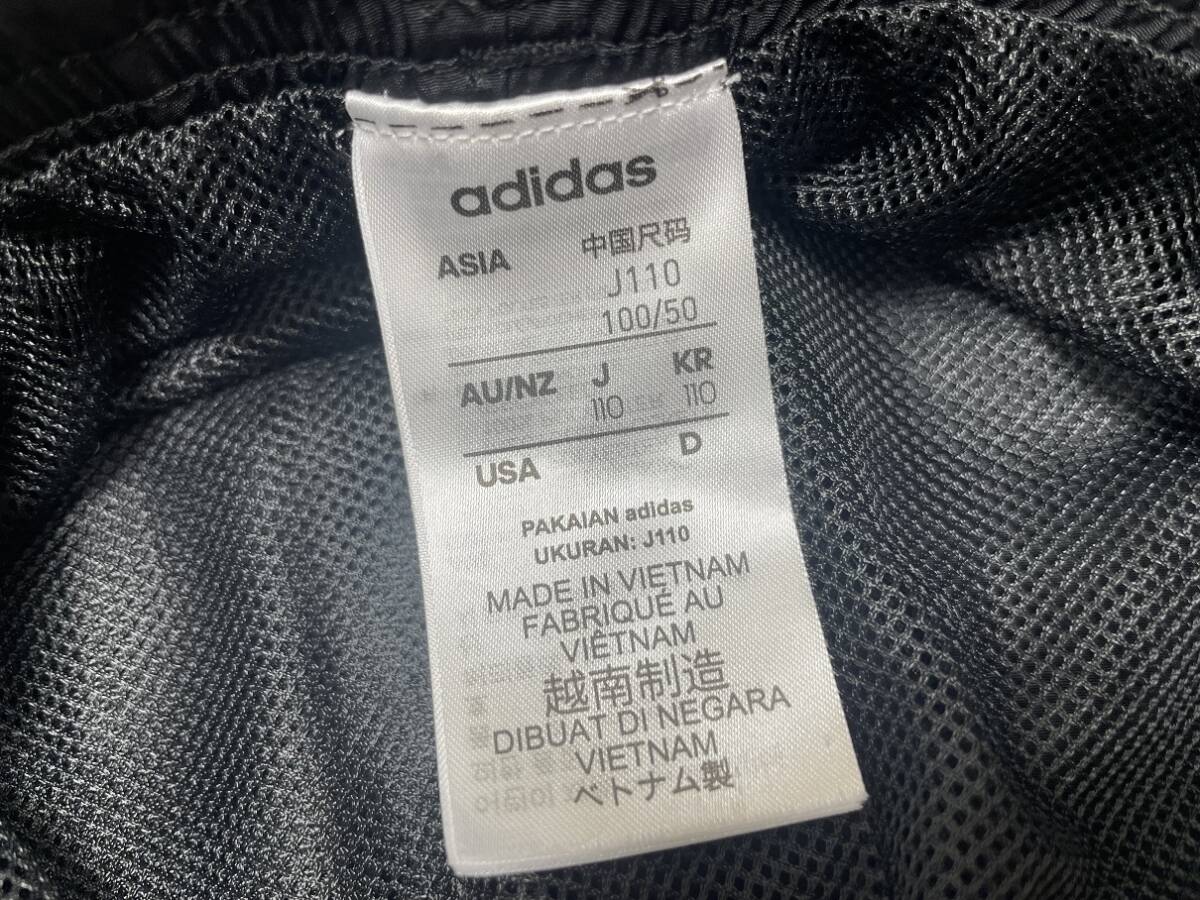 adidas
ASIA 中国尺码
J110
100/50
AU/NZ J KR
110 110
USA D
PAKAIAN adidas
UKURAN: J110
MADE IN VIETNAM
FABRIQUÉ AU
VIÊTNAM
越南制造
DIBUAT DI NEGARA
VIETNAM
ベトナム製